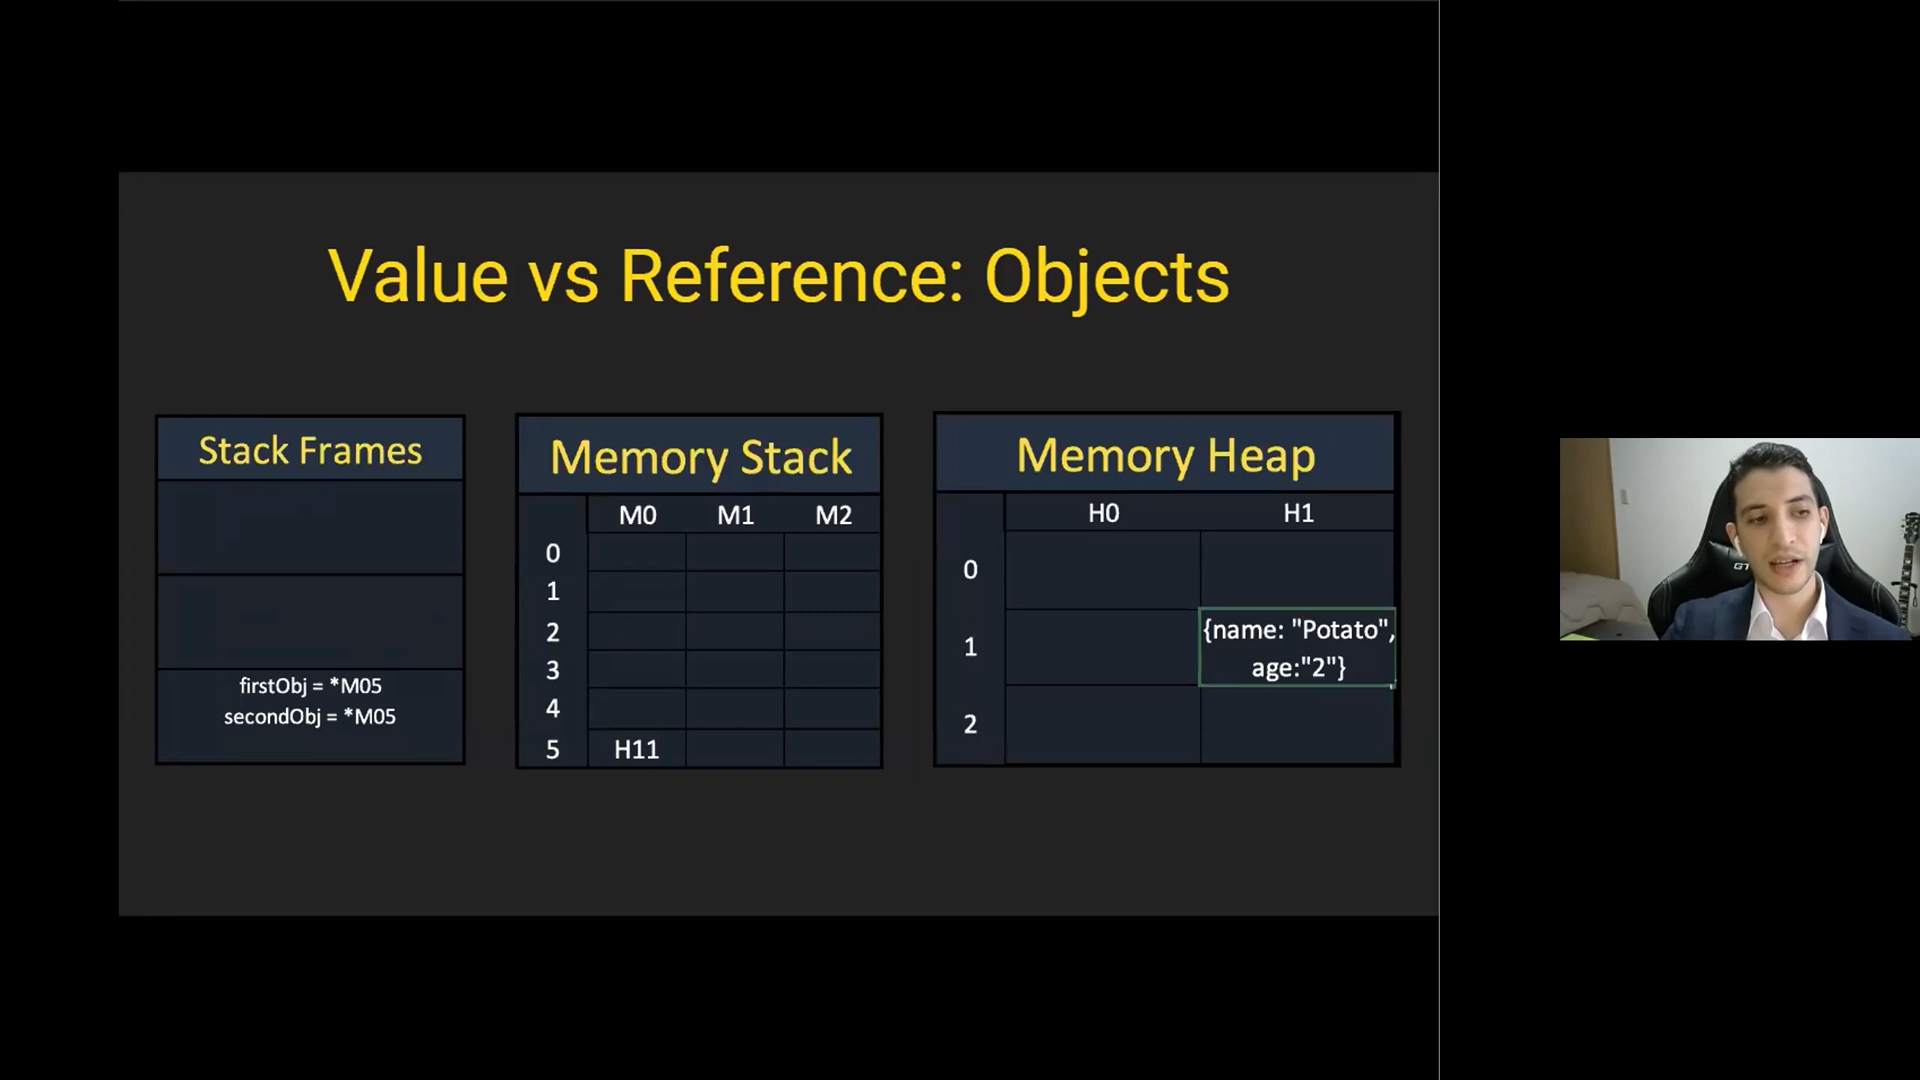 Value vs Reference: Objects
Stack Frames
firstObj = *M05
secondObj = *M05
Memory Stack
M0 M1 M2
0
1
2
3
4
5 H11
Memory Heap
H0 H1
0
1 {name: "Potato",
age:"2"}
2
GT